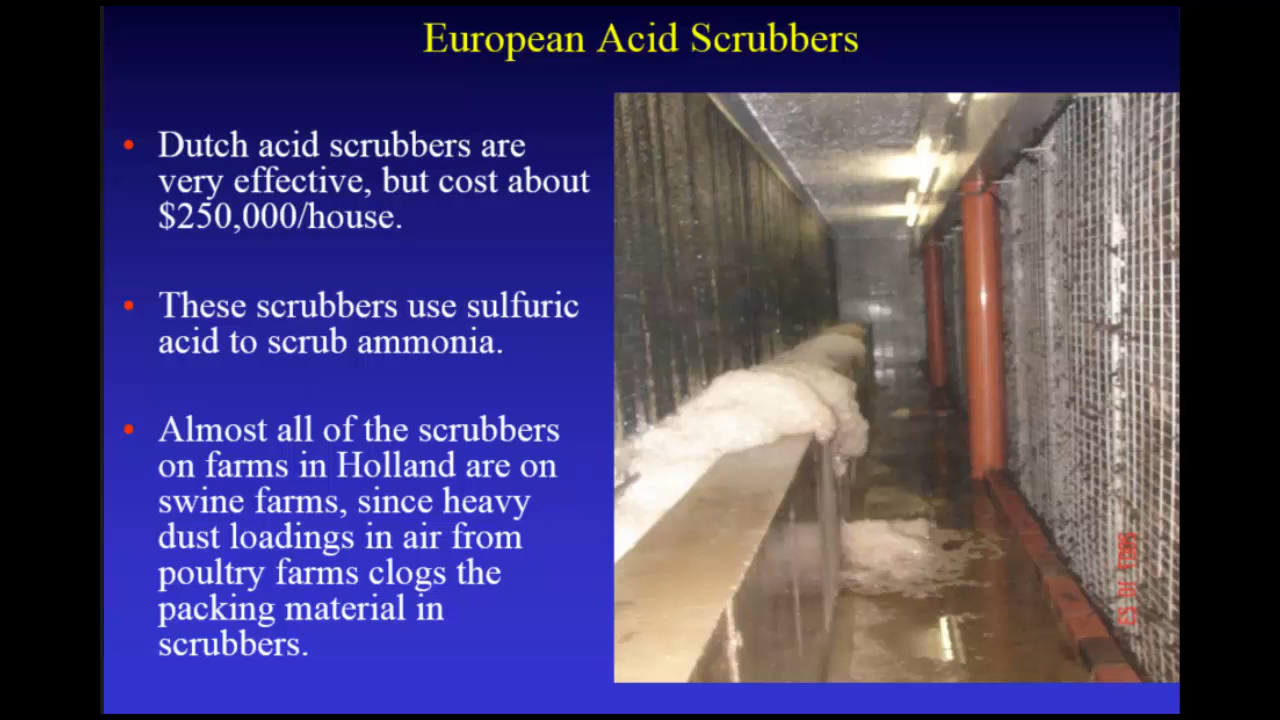 European Acid Scrubbers
• Dutch acid scrubbers are
very effective, but cost about
$250,000/house.
• These scrubbers use sulfuric
acid to scrub ammonia.
• Almost all of the scrubbers
on farms in Holland are on
swine farms, since heavy
dust loadings in air from
poultry farms clogs the
packing material in
scrubbers.